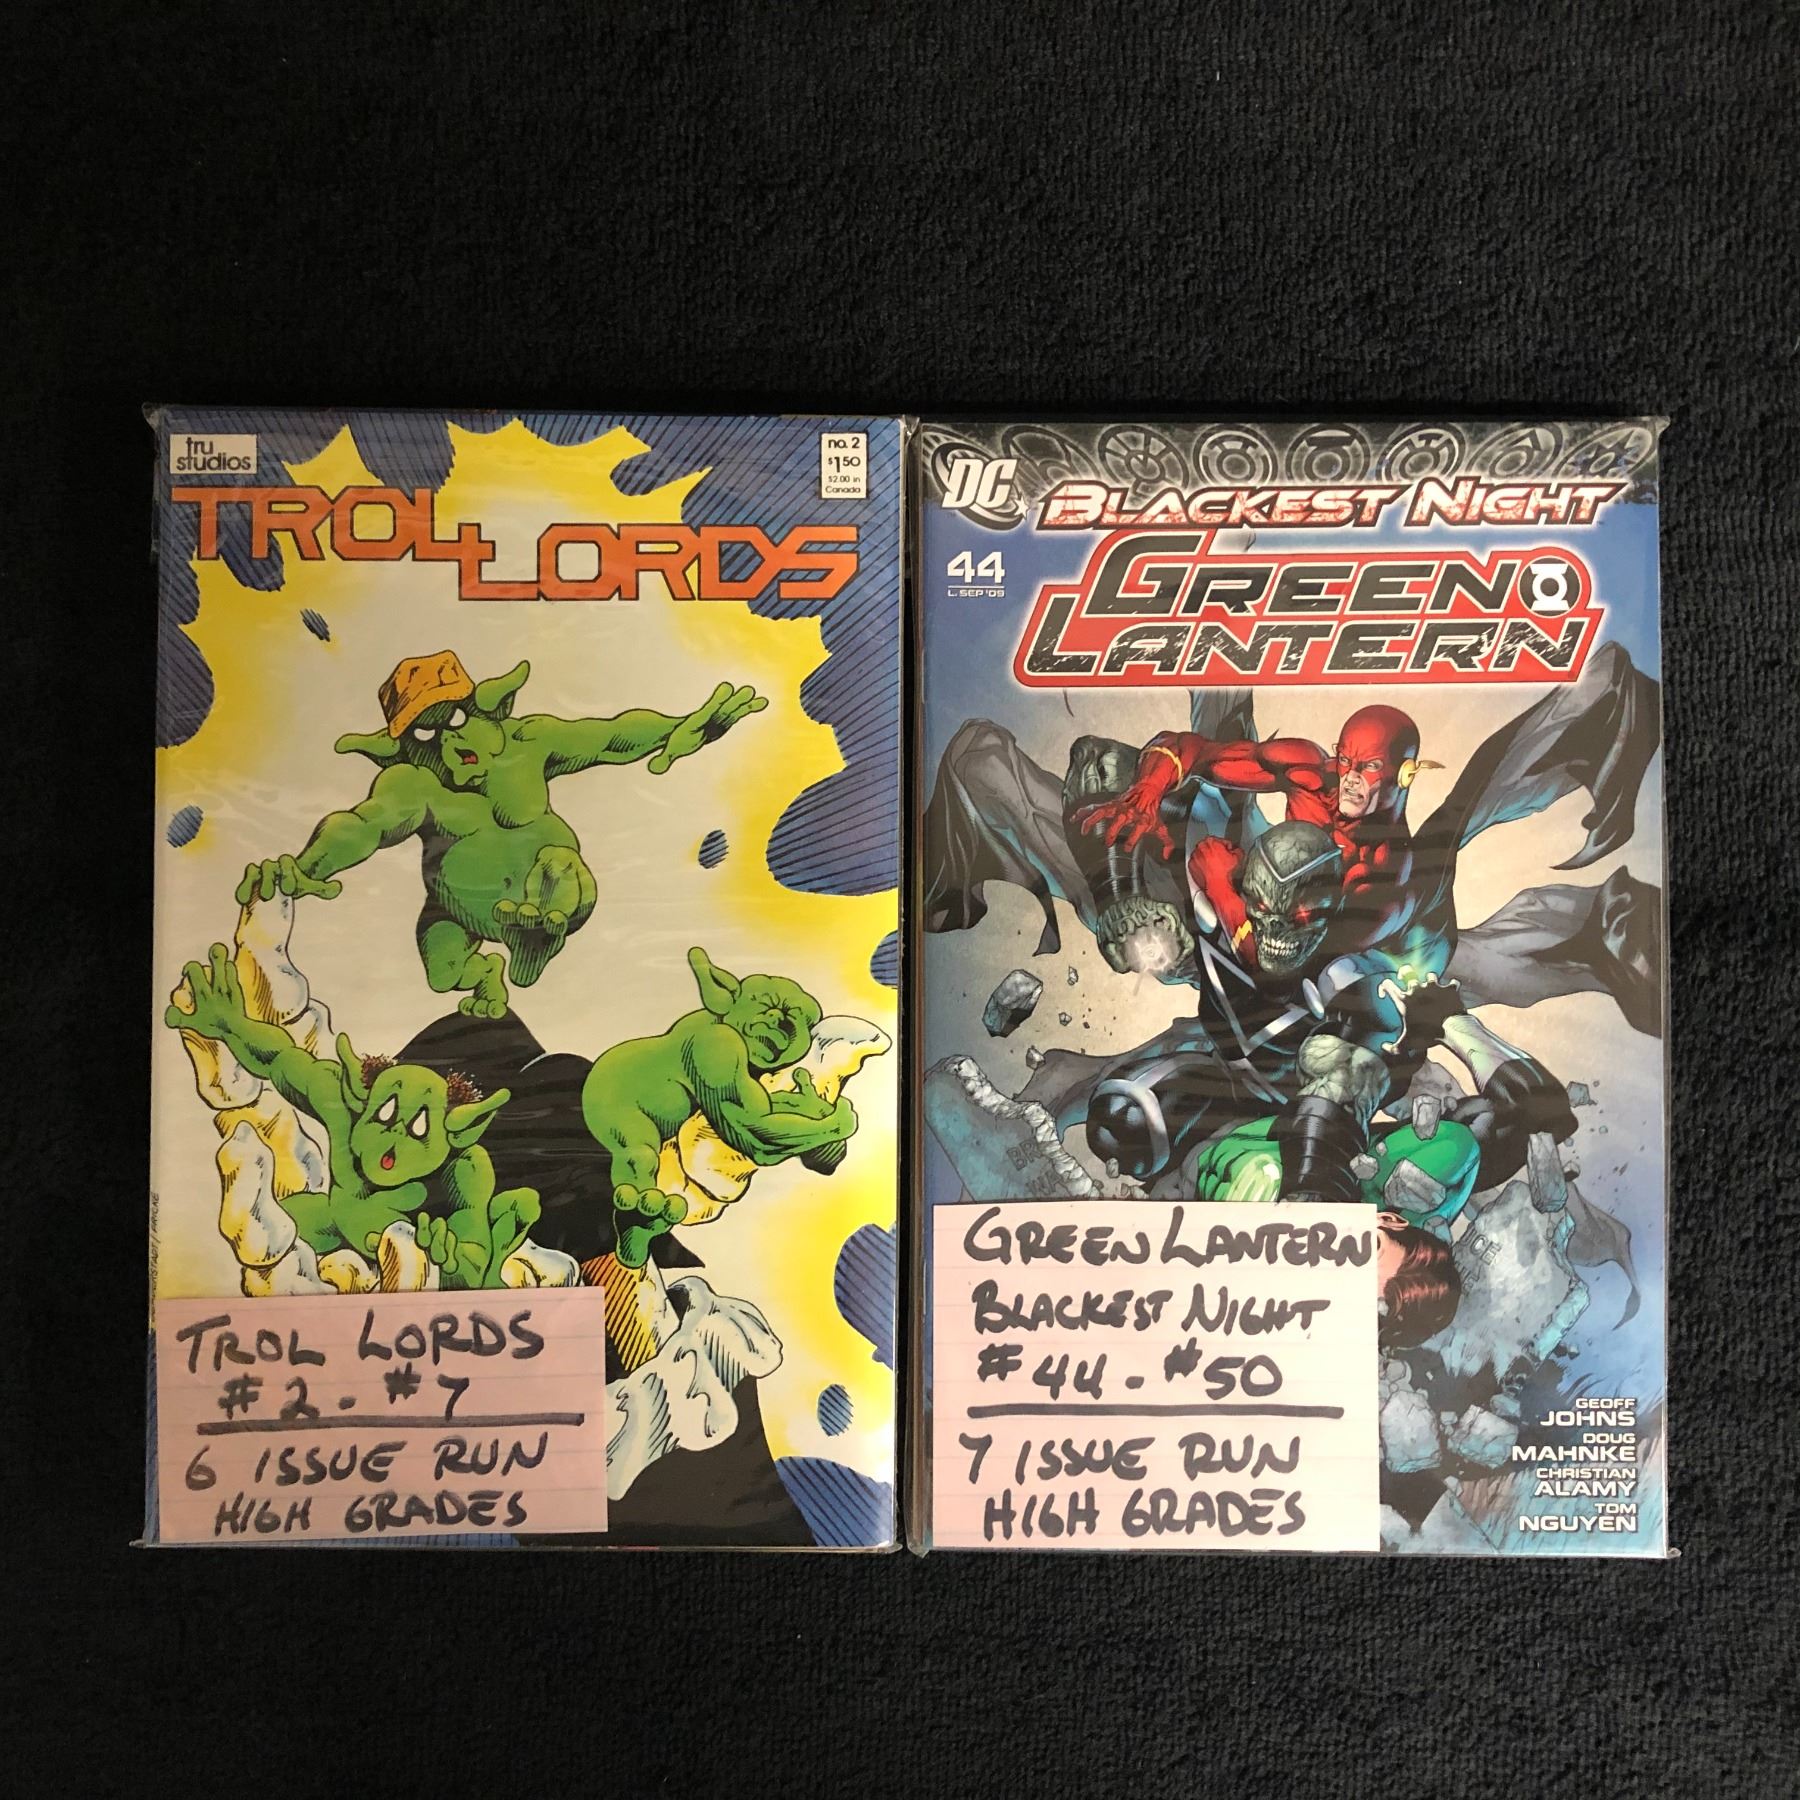 tru
studios
no. 2
$1.50
$2.00 in
Canada
TROLLORDS
TROL LORDS
#2 - #7
6 ISSUE RUN
HIGH GRADES
DC
BLACKEST NIGHT
44
L. SEP '09
GREEN
LANTERN
GREEN LANTERN
BLACKEST NIGHT
#44 - #50
7 ISSUE RUN
HIGH GRADES
GEOFF
JOHNS
DOUG
MAHNKE
CHRISTIAN
ALAMY
TOM
NGUYEN